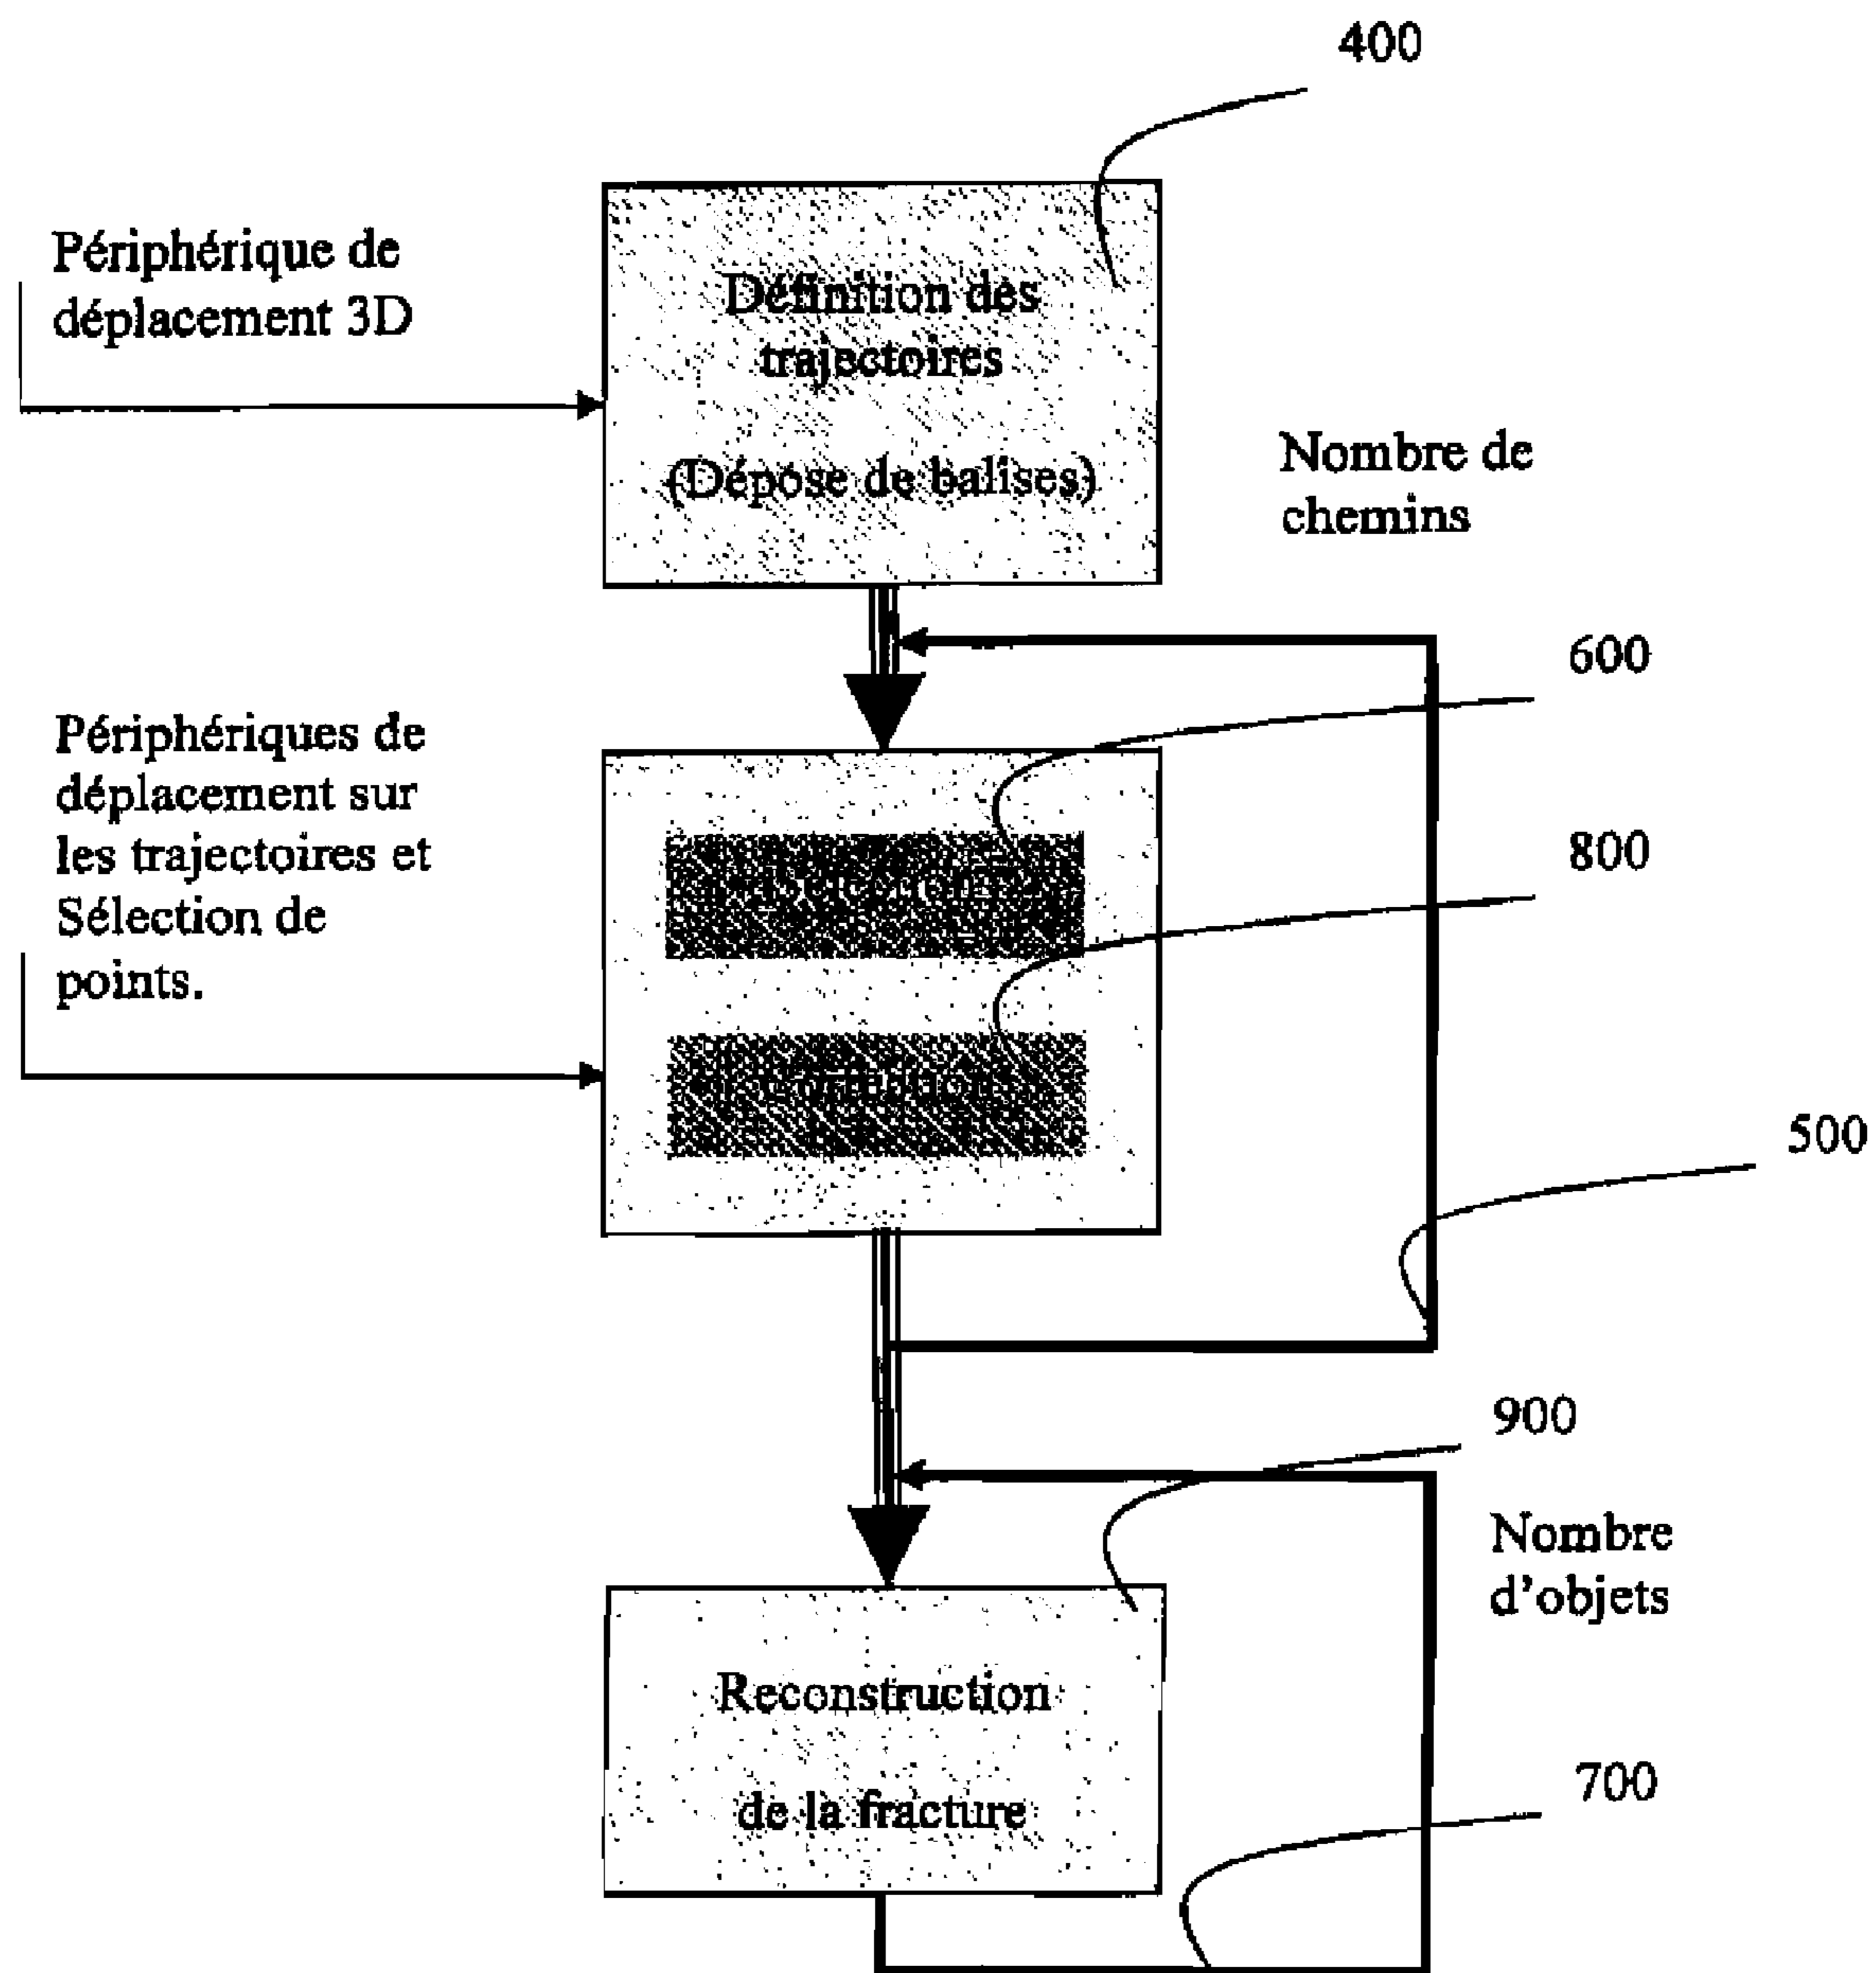 400
Périphérique de
déplacement 3D
Définition des
trajectoires
(Dépose de balises)
Nombre de
chemins
600
Périphériques de
déplacement sur
les trajectoires et
Sélection de
points.
800
500
900
Nombre
d'objets
Reconstruction
de la fracture
700